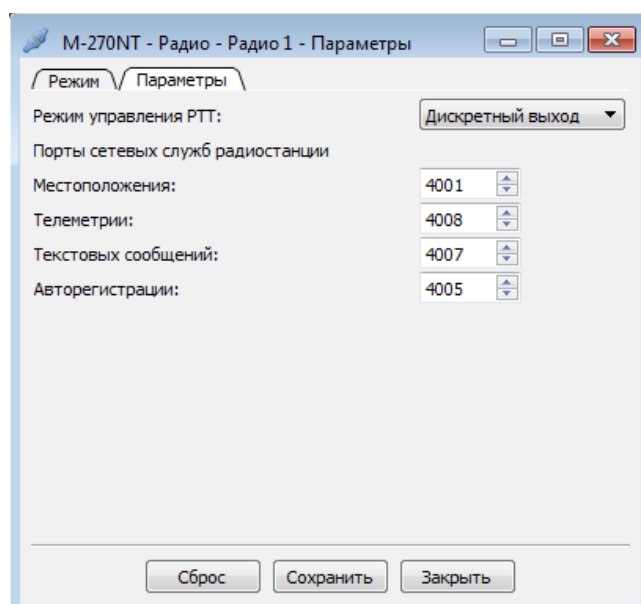 M-270NT - Радио - Радио 1 - Параметры
Режим Параметры
Режим управления PTT: Дискретный выход
Порты сетевых служб радиостанции
Местоположения: 4001
Телеметрии: 4008
Текстовых сообщений: 4007
Авторегистрации: 4005
Сброс Сохранить Закрыть